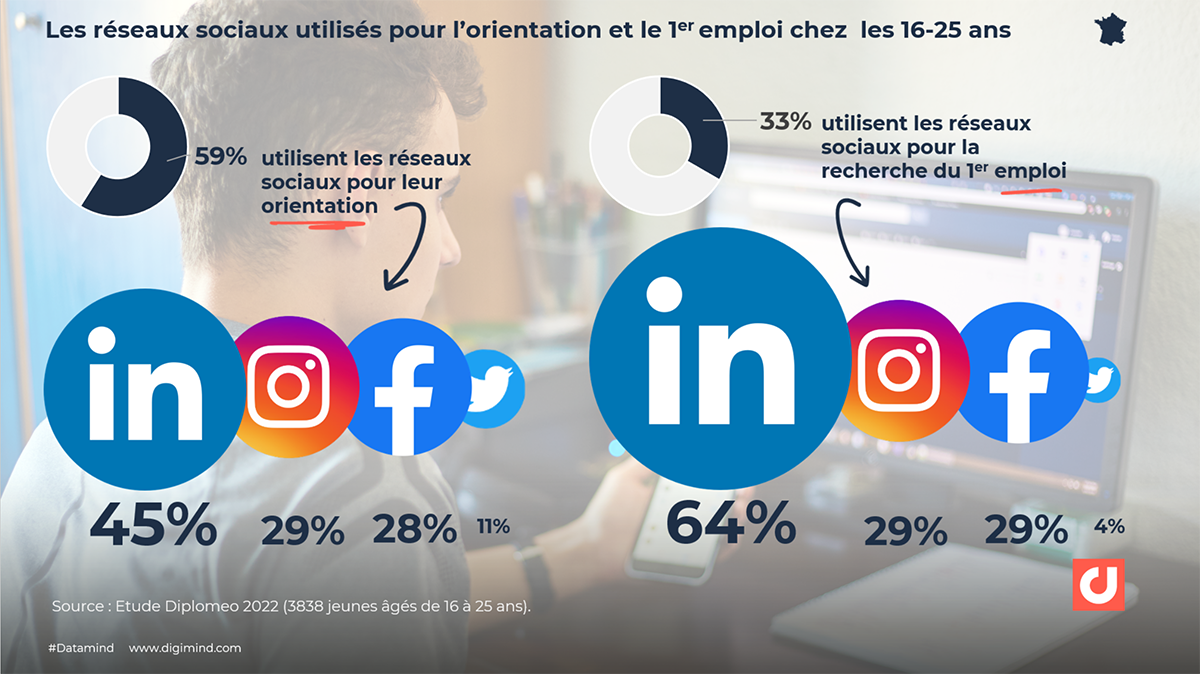 Les réseaux sociaux utilisés pour l'orientation et le 1er emploi chez les 16-25 ans
59%
utilisent les réseaux
sociaux pour leur
orientation
33%
utilisent les réseaux
sociaux pour la
recherche du 1er emploi
in
f
in
f
45%
29%
28%
11%
64%
29%
29%
4%
Source : Etude Diplomeo 2022 (3838 jeunes âgés de 16 à 25 ans).
#Datamind www.digimind.com